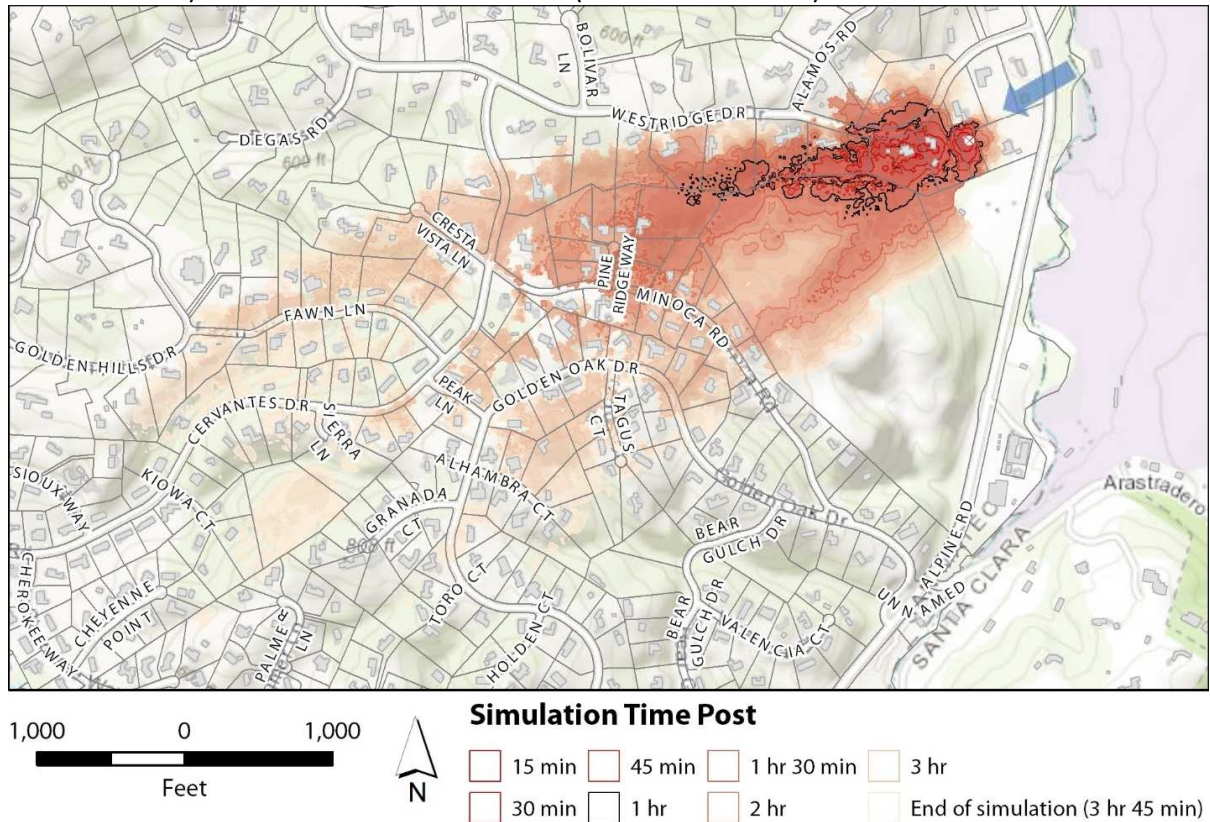 600 ft
BOLIVAR LN
ALAMOS RD
WESTRIDGE DR
DEGAS RD
600 ft
600 ft
CRESTA VISTA LN
PINE RIDGE WAY
MINOCA RD
FAWN LN
GOLDEN HILLS DR
GOLDEN OAK DR
PEAK LN
CERVANTES DR
SIERRA LN
TAGUS CT
ALHAMBRA CT
SIOUX WAY
KIOWA CT
GRANADA CT
800 ft
Golden Oak Dr
Arastradero
BEAR GULCH DR
ALPINE RD
UNNAMED
SANTA CLARA
CHEROKEE WAY
CHEYENNE POINT
PALMER LN
TORO CT
HOLDEN CT
BEAR GULCH DR
VALENCIA CT
1,000 0 1,000
Feet
N
Simulation Time Post
15 min 45 min 1 hr 30 min 3 hr
30 min 1 hr 2 hr End of simulation (3 hr 45 min)